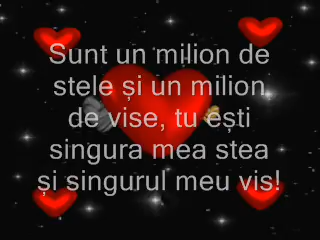 Sunt un milion de
stele și un milion
de vise, tu ești
singura mea stea
și singurul meu vis!